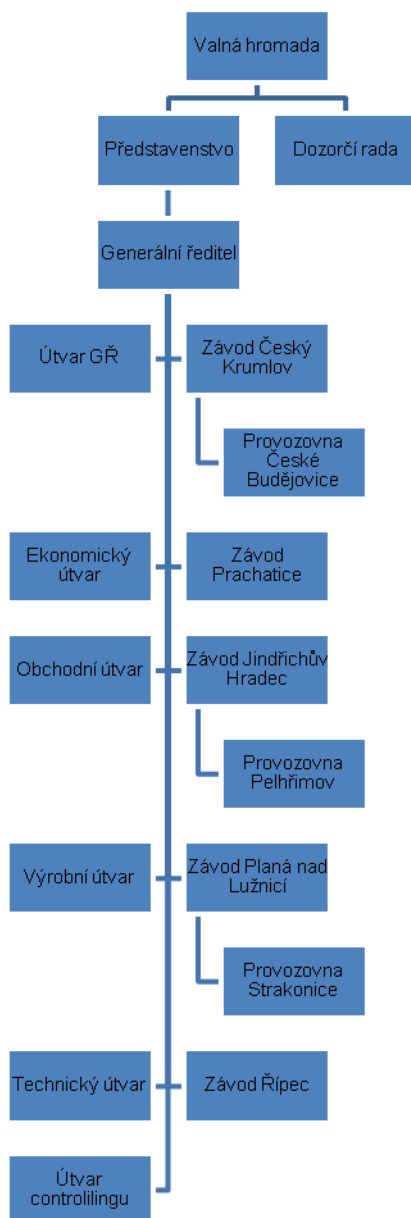 Valná hromada
Představenstvo
Dozorčí rada
Generální ředitel
Útvar GŘ
Závod Český
Krumlov
Provozovna
České
Budějovice
Ekonomický
útvar
Závod
Prachatice
Obchodní útvar
Závod Jindřichův
Hradec
Provozovna
Pelhřimov
Výrobní útvar
Závod Planá nad
Lužnicí
Provozovna
Strakonice
Technický útvar
Závod Řípec
Útvar
controlilingu